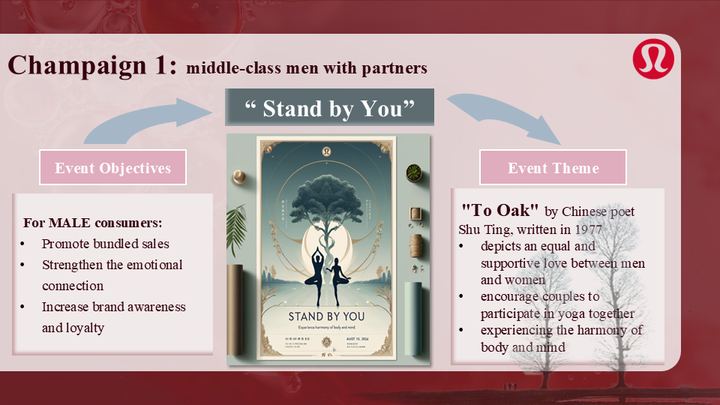 Champaign 1: middle-class men with partners
“ Stand by You”
Event Objectives
For MALE consumers:
• Promote bundled sales
• Strengthen the emotional
connection
• Increase brand awareness
and loyalty
STAND BY YOU
Experience harmony of body and mind
Event Theme
"To Oak" by Chinese poet
Shu Ting, written in 1977
• depicts an equal and
supportive love between men
and women
• encourage couples to
participate in yoga together
• experiencing the harmony of
body and mind